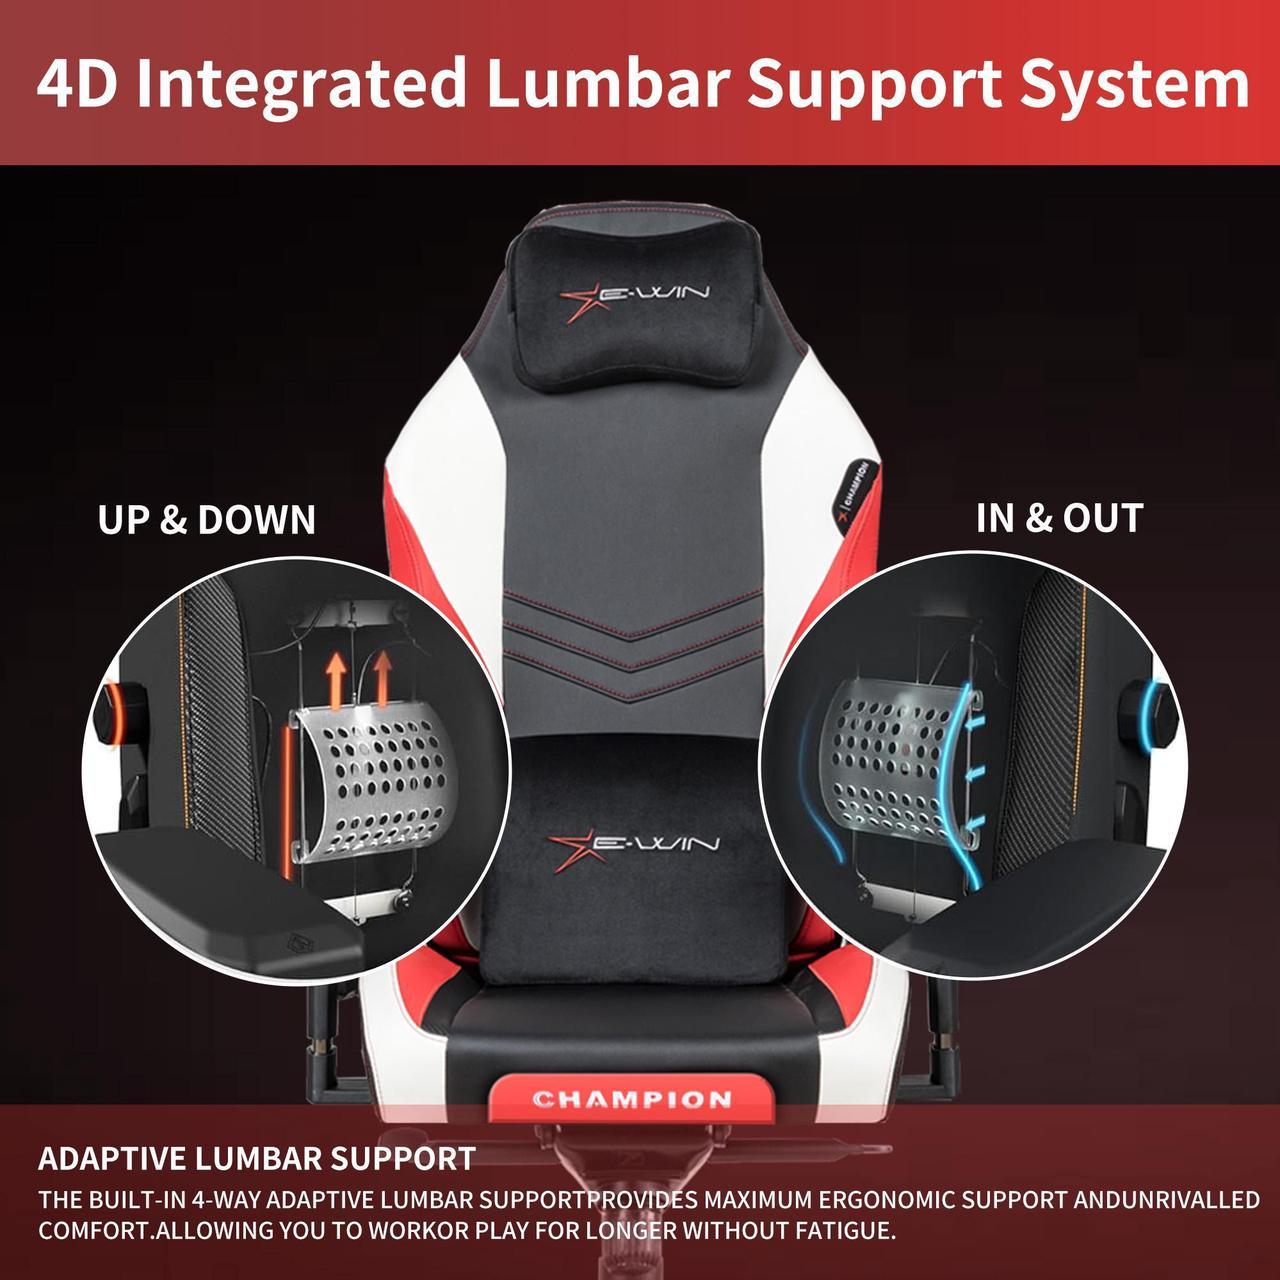 4D Integrated Lumbar Support System
E-WIN
CHAMPION
UP & DOWN
IN & OUT
E-WIN
CHAMPION
ADAPTIVE LUMBAR SUPPORT
THE BUILT-IN 4-WAY ADAPTIVE LUMBAR SUPPORTPROVIDES MAXIMUM ERGONOMIC SUPPORT ANDUNRIVALLED
COMFORT.ALLOWING YOU TO WORKOR PLAY FOR LONGER WITHOUT FATIGUE.